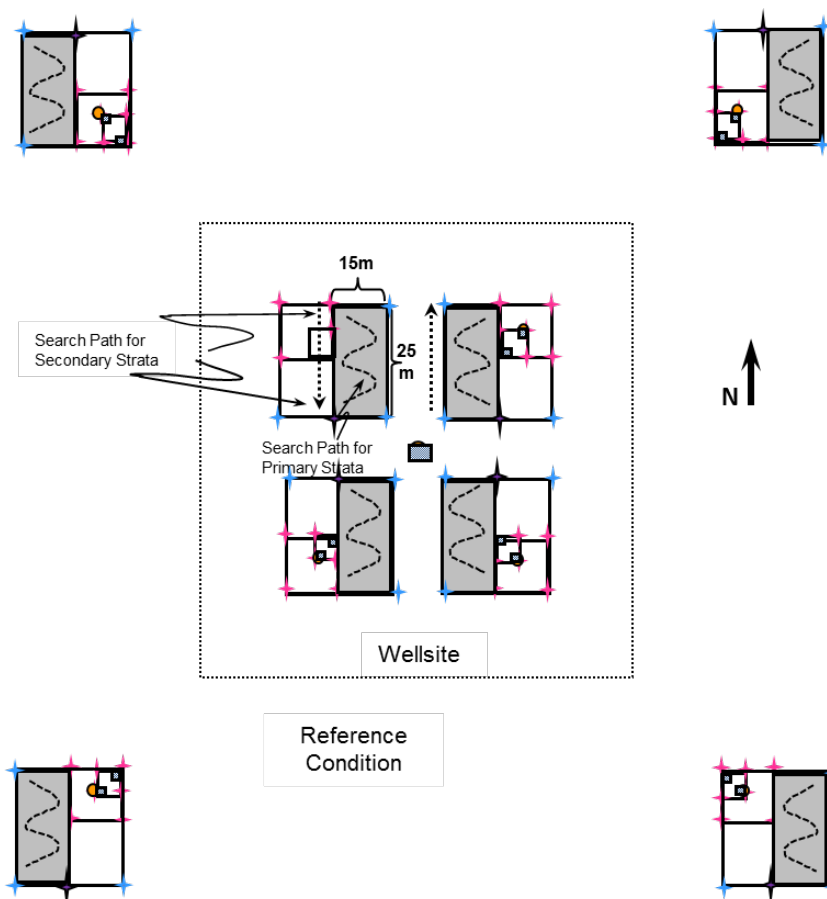 15m
Search Path for
Secondary Strata
25
m
N
Search Path for
Primary Strata
Wellsite
Reference
Condition